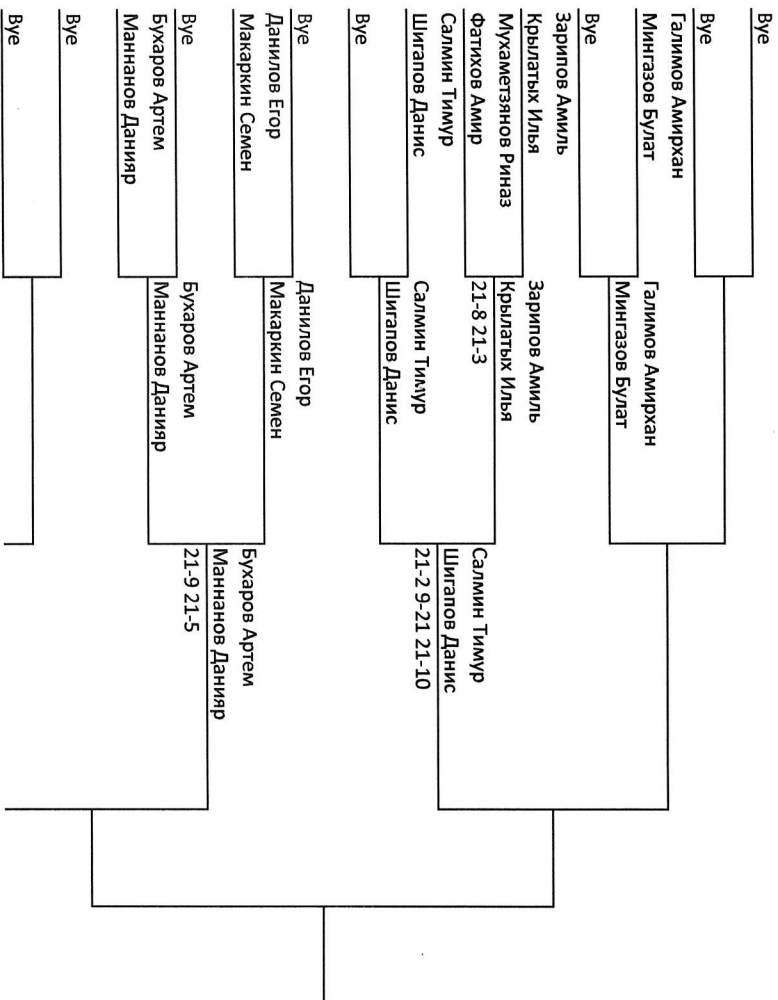 Bye
Bye
Галимов Амирхан
Мингазов Булат
Bye
Зарипов Амиль
Крылатых Илья
Мухаметзянов Риназ
Фатихов Амир
Салмин Тимур
Шигапов Данис
Bye
Bye
Данилов Егор
Макаркин Семен
Bye
Бухаров Артем
Маннанов Данияр
Bye
Bye
Галимов Амирхан
Мингазов Булат
Зарипов Амиль
Крылатых Илья
21-8 21-3
Салмин Тимур
Шигапов Данис
Данилов Егор
Макаркин Семен
Бухаров Артем
Маннанов Данияр
Салмин Тимур
Шигапов Данис
21-2 9-21 21-10
Бухаров Артем
Маннанов Данияр
21-9 21-5